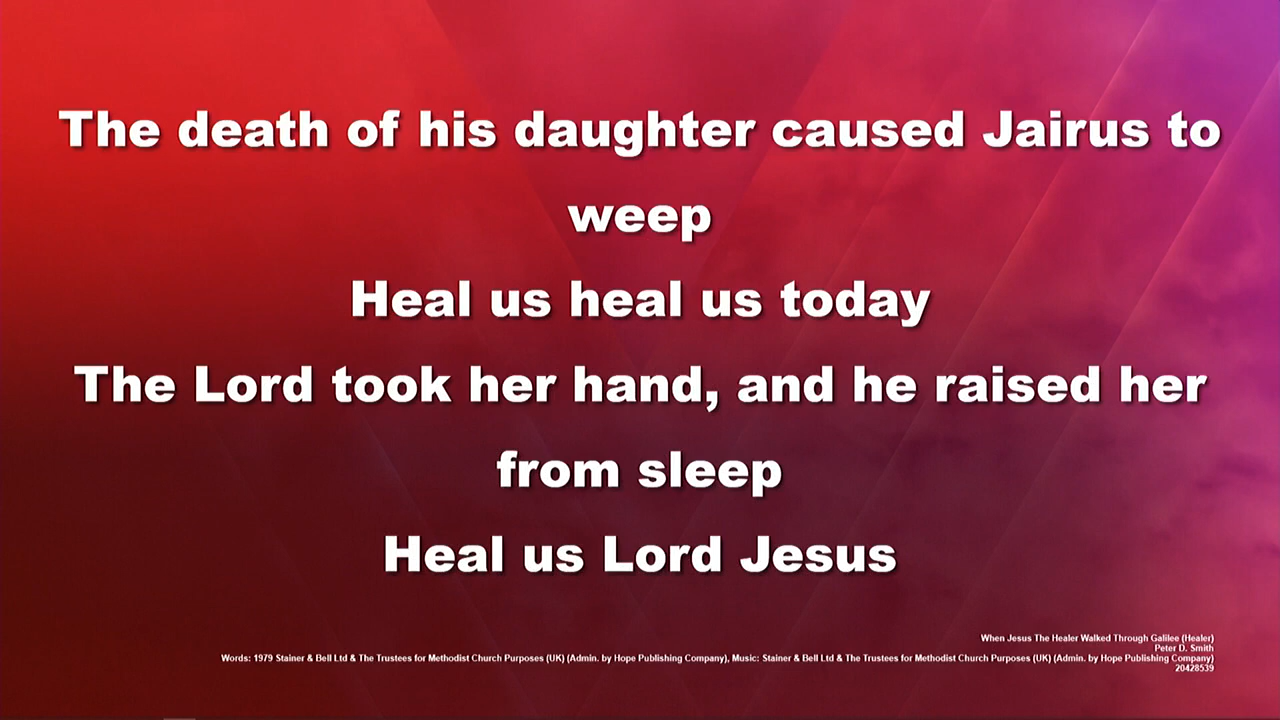 The death of his daughter caused Jairus to
weep
Heal us heal us today
The Lord took her hand, and he raised her
from sleep
Heal us Lord Jesus
When Jesus The Healer Walked Through Galilee (Healer)
Peter D. Smith
Words: 1979 Stainer & Bell Ltd & The Trustees for Methodist Church Purposes (UK) (Admin. by Hope Publishing Company), Music: Stainer & Bell Ltd & The Trustees for Methodist Church Purposes (UK) (Admin. by Hope Publishing Company)
20428539